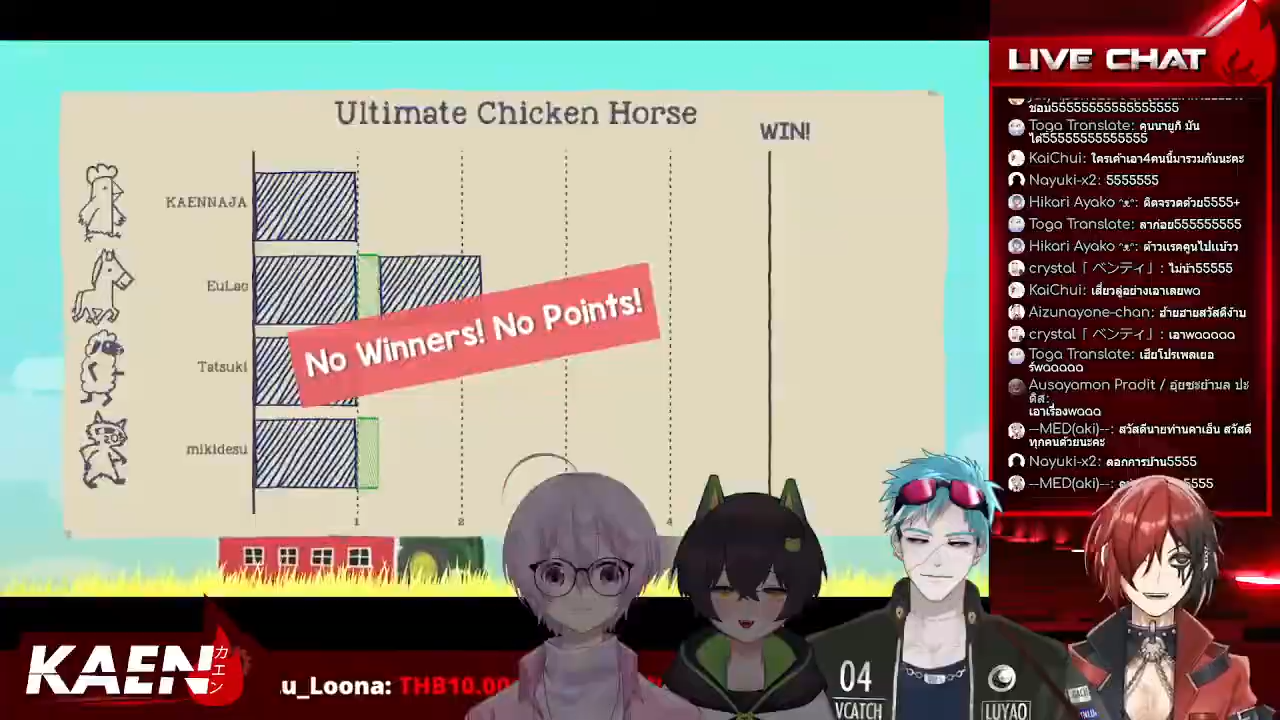 Ultimate Chicken Horse
WIN!
KAENNAJA
EuLac
Tatsuki
mikidesu
No Winners! No Points!
1
2
4
LIVE CHAT
ชอบ55555555555555555
Toga Translate: คุนนายูกิ มัน
ได้55555555555555
KaiChui: ใครเค้าเอา4คนนี้มารวมกันนะคะ
Nayuki-x2: 5555555
Hikari Ayako ^ᴥ^: ติดจรวดด้วย5555+
Toga Translate: ลาก่อย555555555
Hikari Ayako ^ᴥ^: ด้าวแรคคูนไปแบ้วว
crystal「 ベンティ」: ไม่น้า55555
KaiChui: เสี่ยวลู่อย่างเอาเลยพอ
Aizunayone-chan: ฮ้ายฮายสวัสดีง้าบ
crystal「 ベンティ」: เอาพaaaaa
Toga Translate: เฮียโปรเพลเยอ
ร์พaaaaa
Ausayamon Pradit / อุ่ยชะย้ามล ปะ
ดิส:
เอาเรื่องพaaa
—MED(aki)—: สวัสดีนายท่านคาเอ็น สวัสดี
ทุกคนด้วยนะคะ
Nayuki-x2: ตอกการบ้าน5555
—MED(aki)—:
5555
KAEN
カエン
u_Loona: THB10.00
04
VCATCH
LUYAO